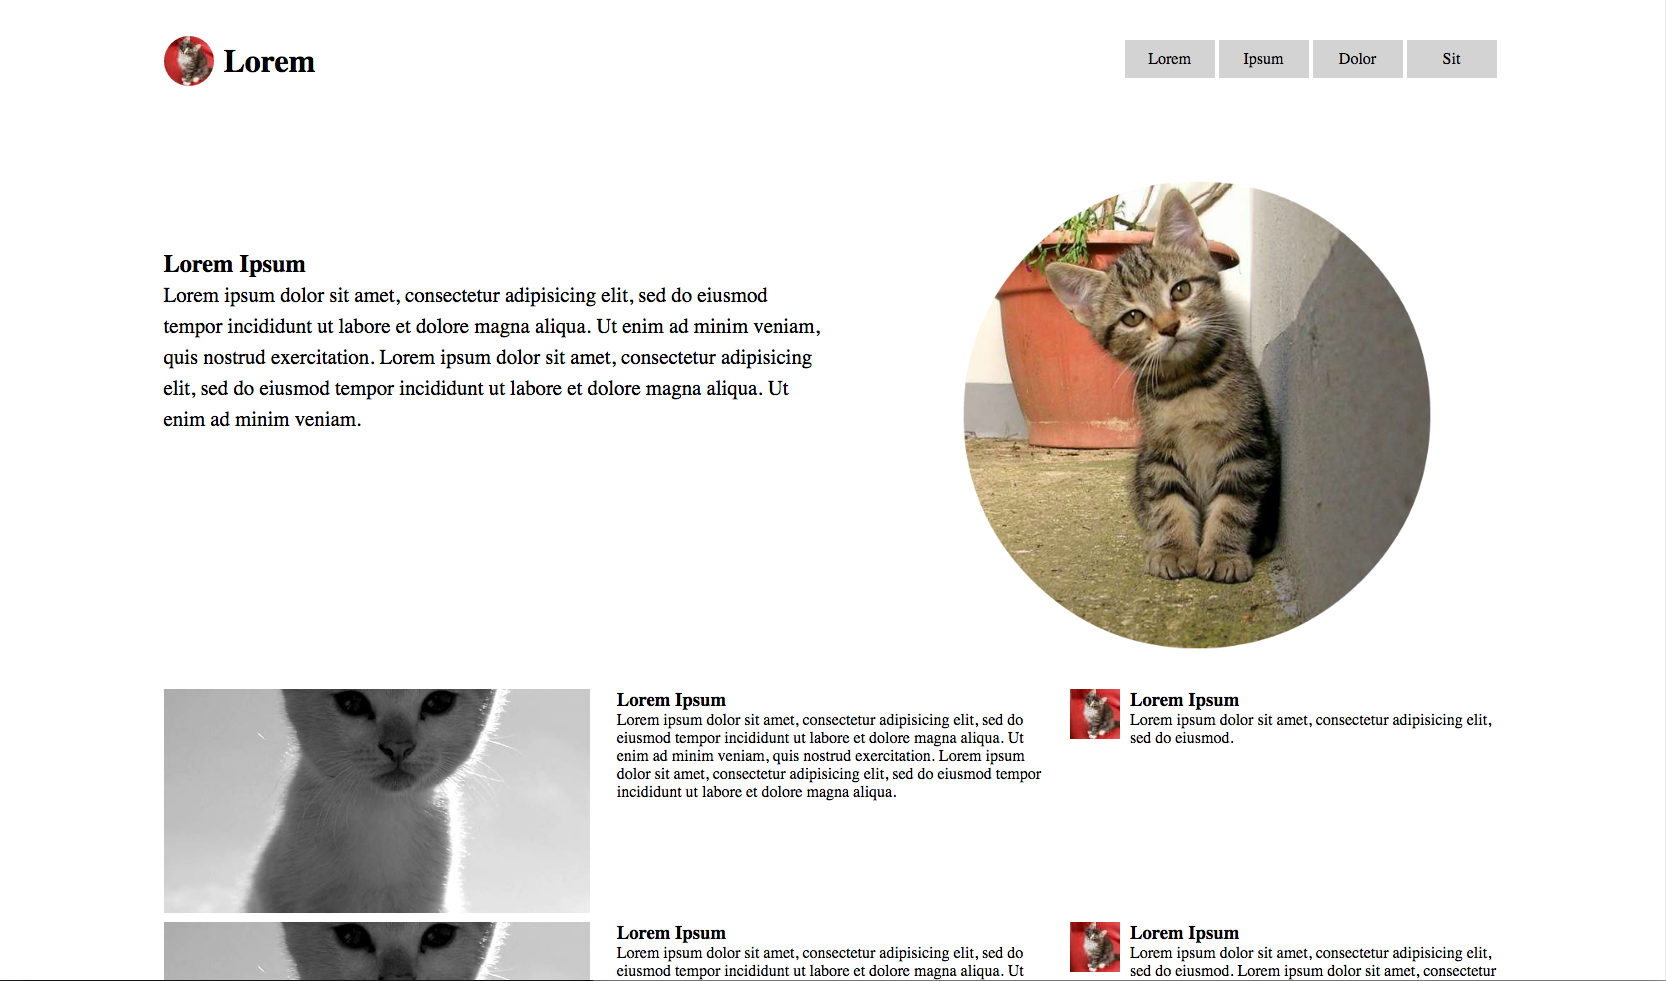 Lorem
Lorem
Ipsum
Dolor
Sit
Lorem Ipsum
Lorem ipsum dolor sit amet, consectetur adipisicing elit, sed do eiusmod
tempor incididunt ut labore et dolore magna aliqua. Ut enim ad minim veniam,
quis nostrud exercitation. Lorem ipsum dolor sit amet, consectetur adipisicing
elit, sed do eiusmod tempor incididunt ut labore et dolore magna aliqua. Ut
enim ad minim veniam.
Lorem Ipsum
Lorem ipsum dolor sit amet, consectetur adipisicing elit, sed do
eiusmod tempor incididunt ut labore et dolore magna aliqua. Ut
enim ad minim veniam, quis nostrud exercitation. Lorem ipsum
dolor sit amet, consectetur adipisicing elit, sed do eiusmod tempor
incididunt ut labore et dolore magna aliqua.
Lorem Ipsum
Lorem ipsum dolor sit amet, consectetur adipisicing elit,
sed do eiusmod.
Lorem Ipsum
Lorem ipsum dolor sit amet, consectetur adipisicing elit, sed do
eiusmod tempor incididunt ut labore et dolore magna aliqua. Ut
Lorem Ipsum
Lorem ipsum dolor sit amet, consectetur adipisicing elit,
sed do eiusmod. Lorem ipsum dolor sit amet, consectetur